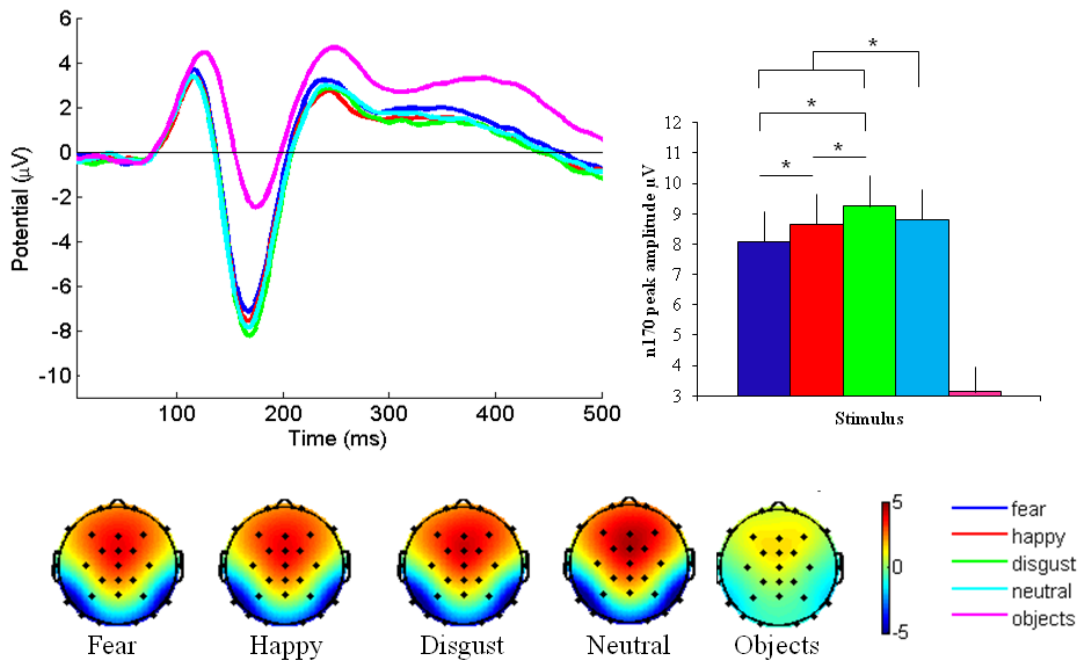 6
4
2
0
-2
-4
-6
-8
-10
Potential (µV)
100 200 300 400 500
Time (ms)
*
*
* *
12
11
10
9
8
7
6
5
4
3
n170 peak amplitude µV
Stimulus
Fear Happy Disgust Neutral Objects
5
0
-5
fear
happy
disgust
neutral
objects